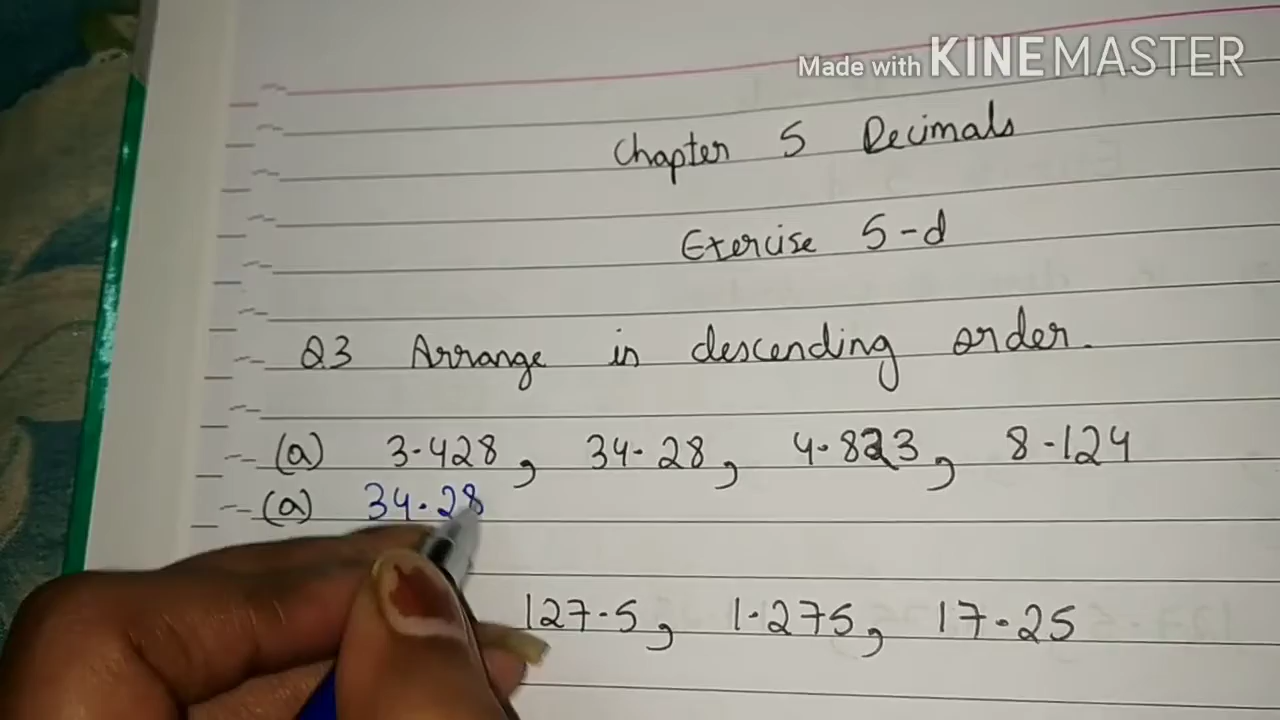 Made with KINEMASTER
Chapter 5 Decimals
Exercise 5-d
Q3 Arrange in descending order.
(a) 3.428, 34.28, 4.823, 8.124
(a) 34.28
127.5, 1.275, 17.25